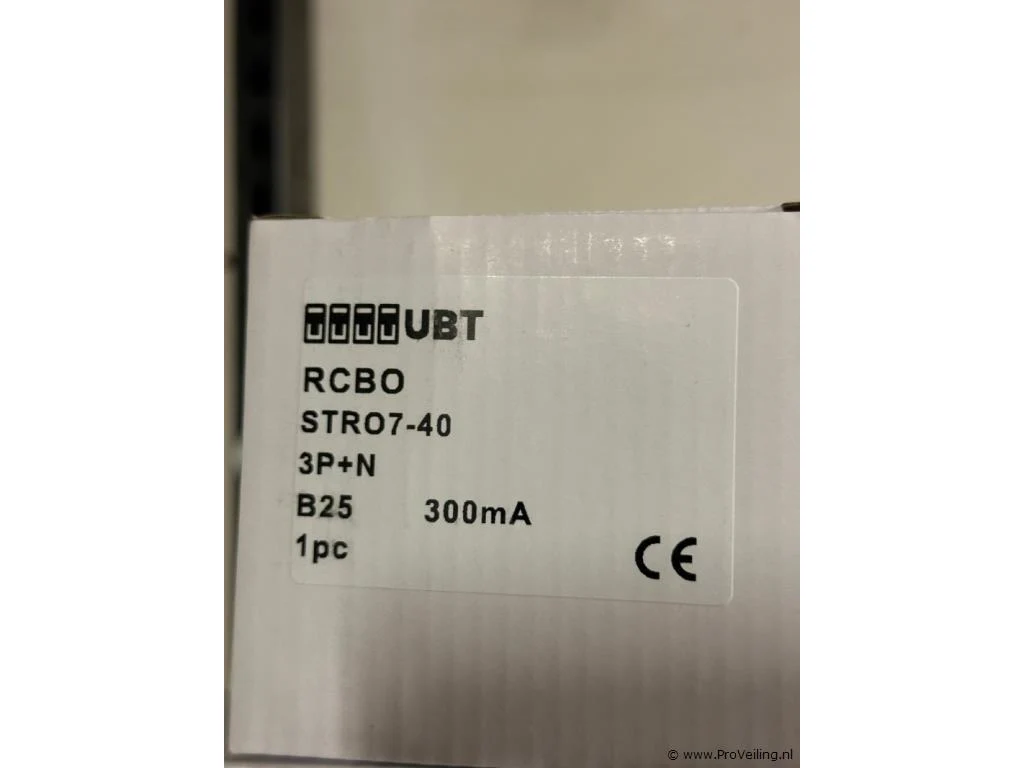 UBT
RCBO
STRO7-40
3P+N
B25 300mA
1pc
CE
© www.ProVeiling.nl